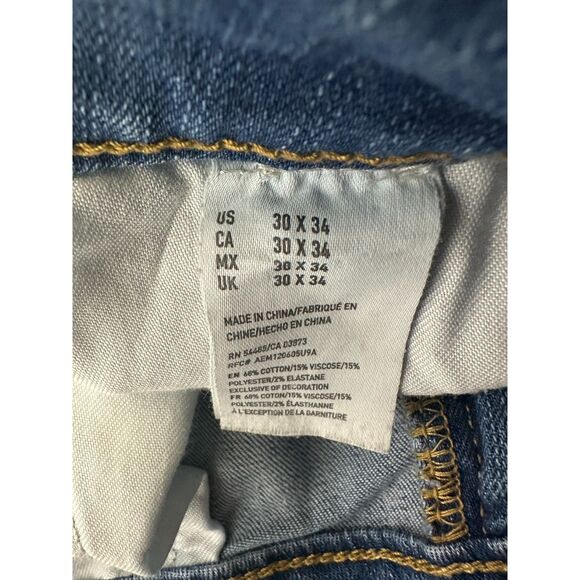 US 30 X 34
CA 30 X 34
MX 30 X 34
UK 30 X 34
MADE IN CHINA/FABRIQUÉ EN
CHINE/HECHO EN CHINA
RN 54485/CA 03873
RFC# AEM120605U9A
EN 68% COTTON/15% VISCOSE/15%
POLYESTER/2% ELASTANE
EXCLUSIVE OF DECORATION
FR 68% COTON/15% VISCOSE/15%
POLYESTER/2% ÉLASTHANNE
À L'EXCEPTION DE LA GARNITURE